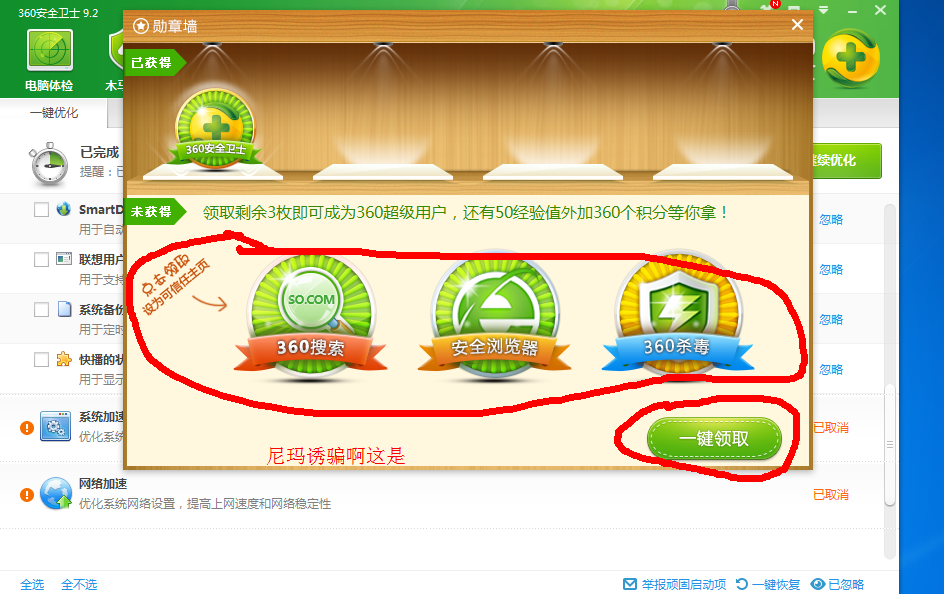 360安全卫士 9.2
勋章墙
N
电脑体检
木马
一键优化
已获得
360安全卫士
已完成
提醒：
继续优化
未获得
领取剩余3枚即可成为360超级用户，还有50经验值外加360个积分等你拿！
SmartD
用于自动
忽略
点击领取
设为可信任主页
SO.COM
360搜索
安全浏览器
360杀毒
联想用户
用于支持
忽略
系统备份
用于定时
忽略
快播的状
用于显示
忽略
系统加速
优化系统
已取消
一键领取
尼玛诱骗啊这是
网络加速
优化系统网络设置，提高上网速度和网络稳定性
已取消
全选
全不选
举报顽固启动项
一键恢复
已忽略